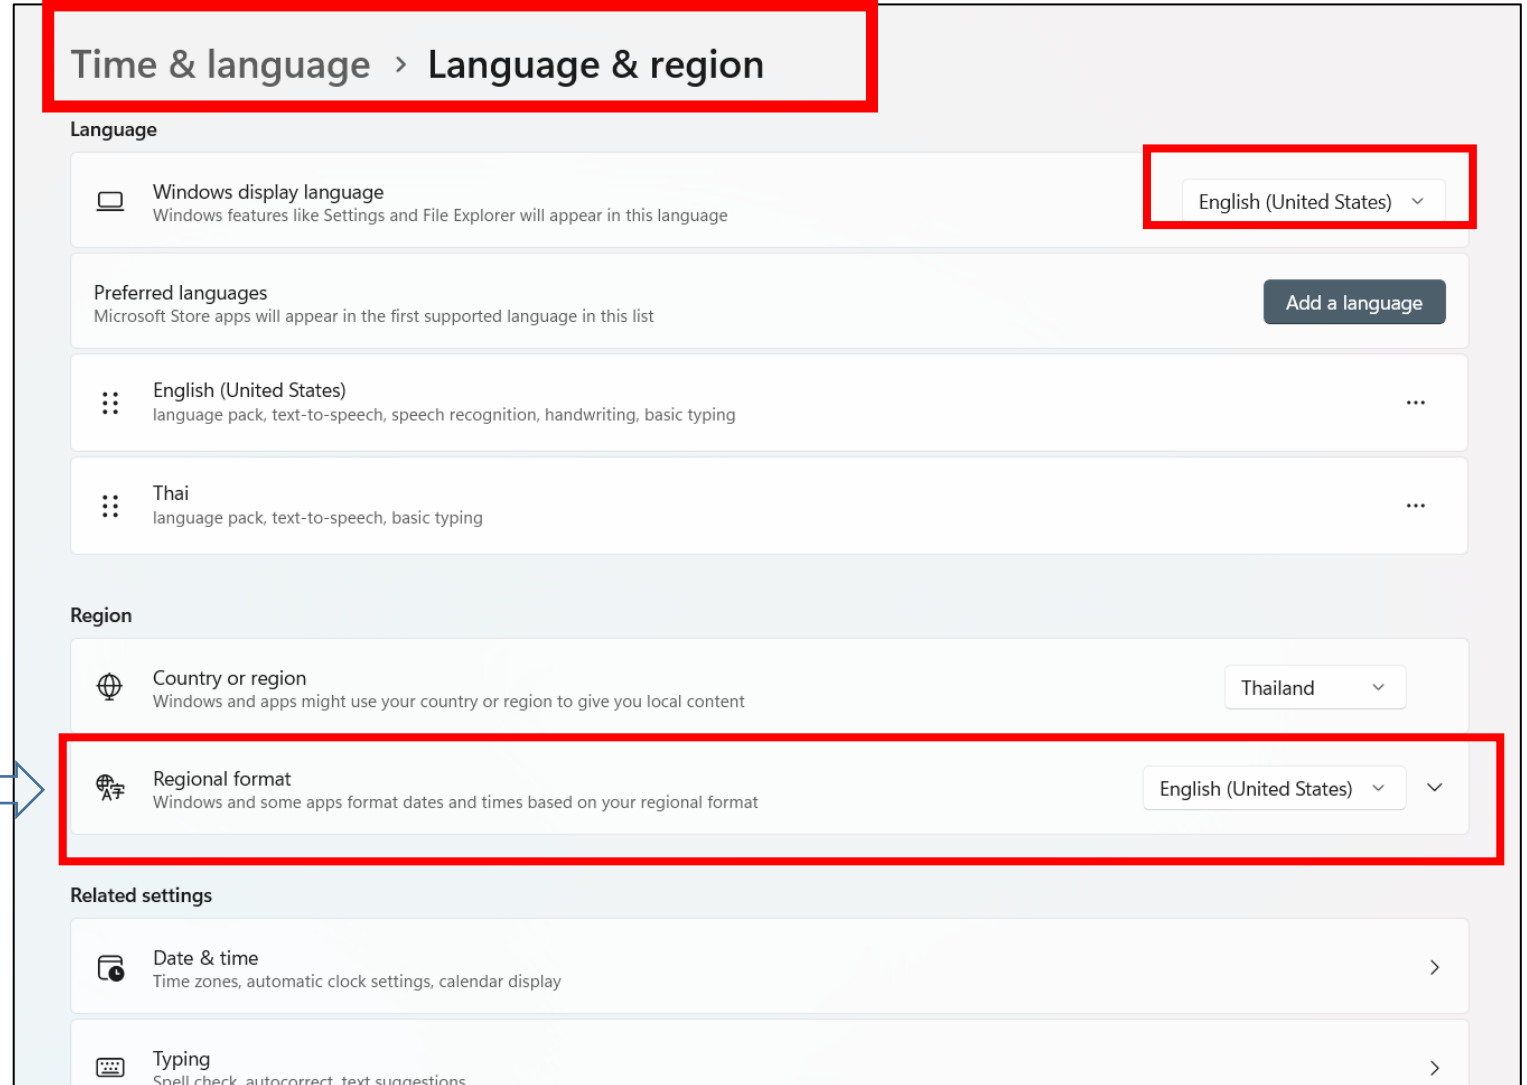 Time & language > Language & region
Language
Windows display language
Windows features like Settings and File Explorer will appear in this language
English (United States)
Preferred languages
Microsoft Store apps will appear in the first supported language in this list
Add a language
English (United States)
language pack, text-to-speech, speech recognition, handwriting, basic typing
Thai
language pack, text-to-speech, basic typing
Region
Country or region
Windows and apps might use your country or region to give you local content
Thailand
Regional format
Windows and some apps format dates and times based on your regional format
English (United States)
Related settings
Date & time
Time zones, automatic clock settings, calendar display
Typing
Spell check, autocorrect, text suggestions